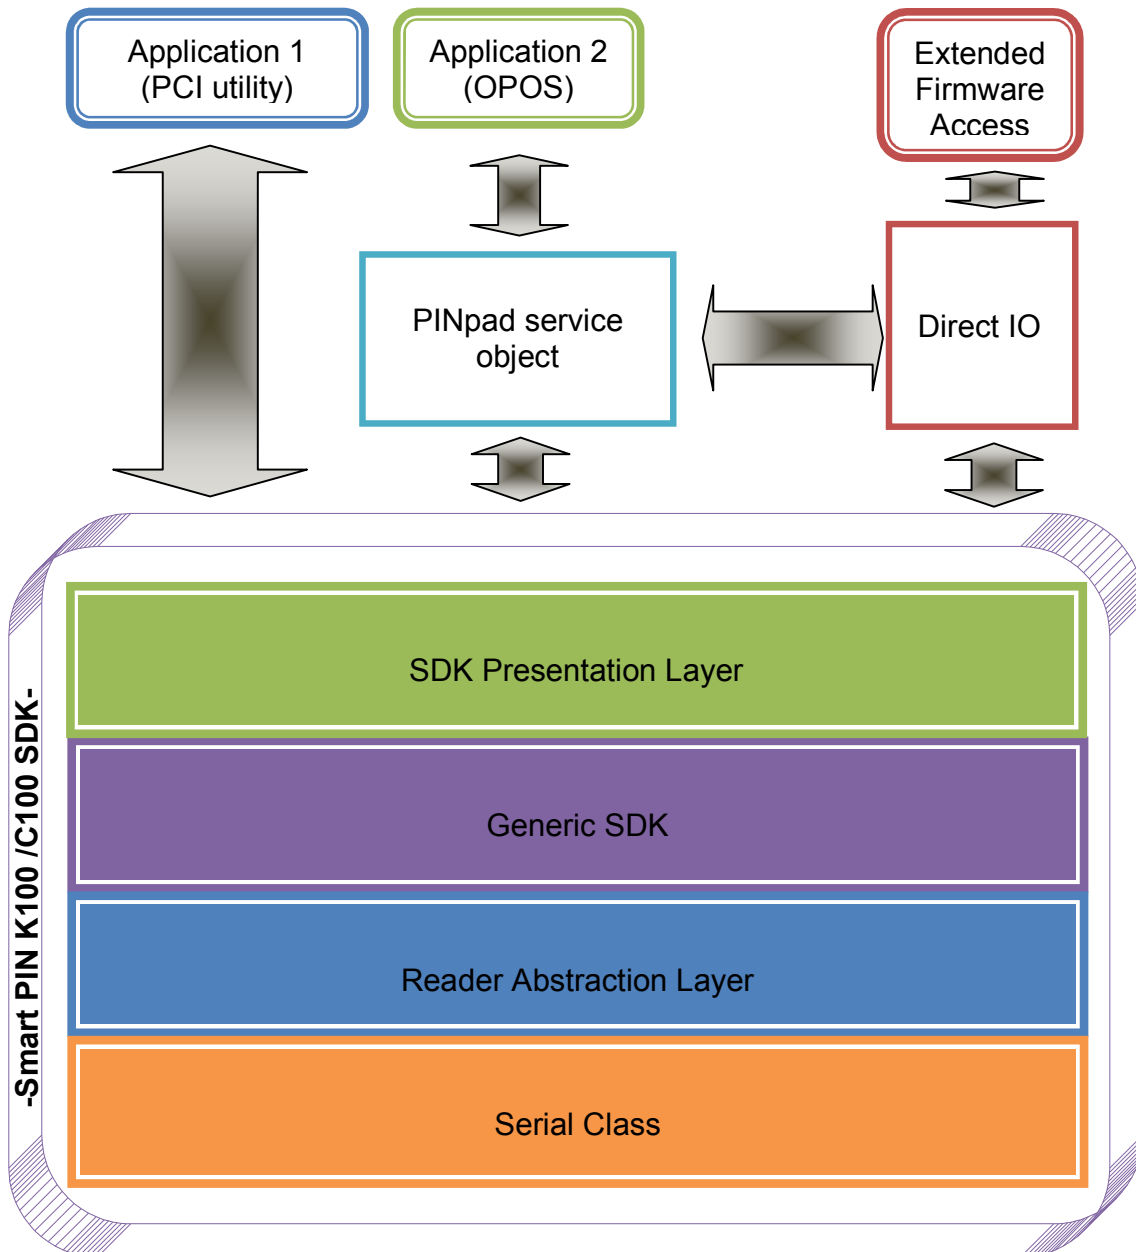 Application 1
(PCI utility)
Application 2
(OPOS)
Extended
Firmware
Access
PINpad service
object
Direct IO
-Smart PIN K100 /C100 SDK-
SDK Presentation Layer
Generic SDK
Reader Abstraction Layer
Serial Class